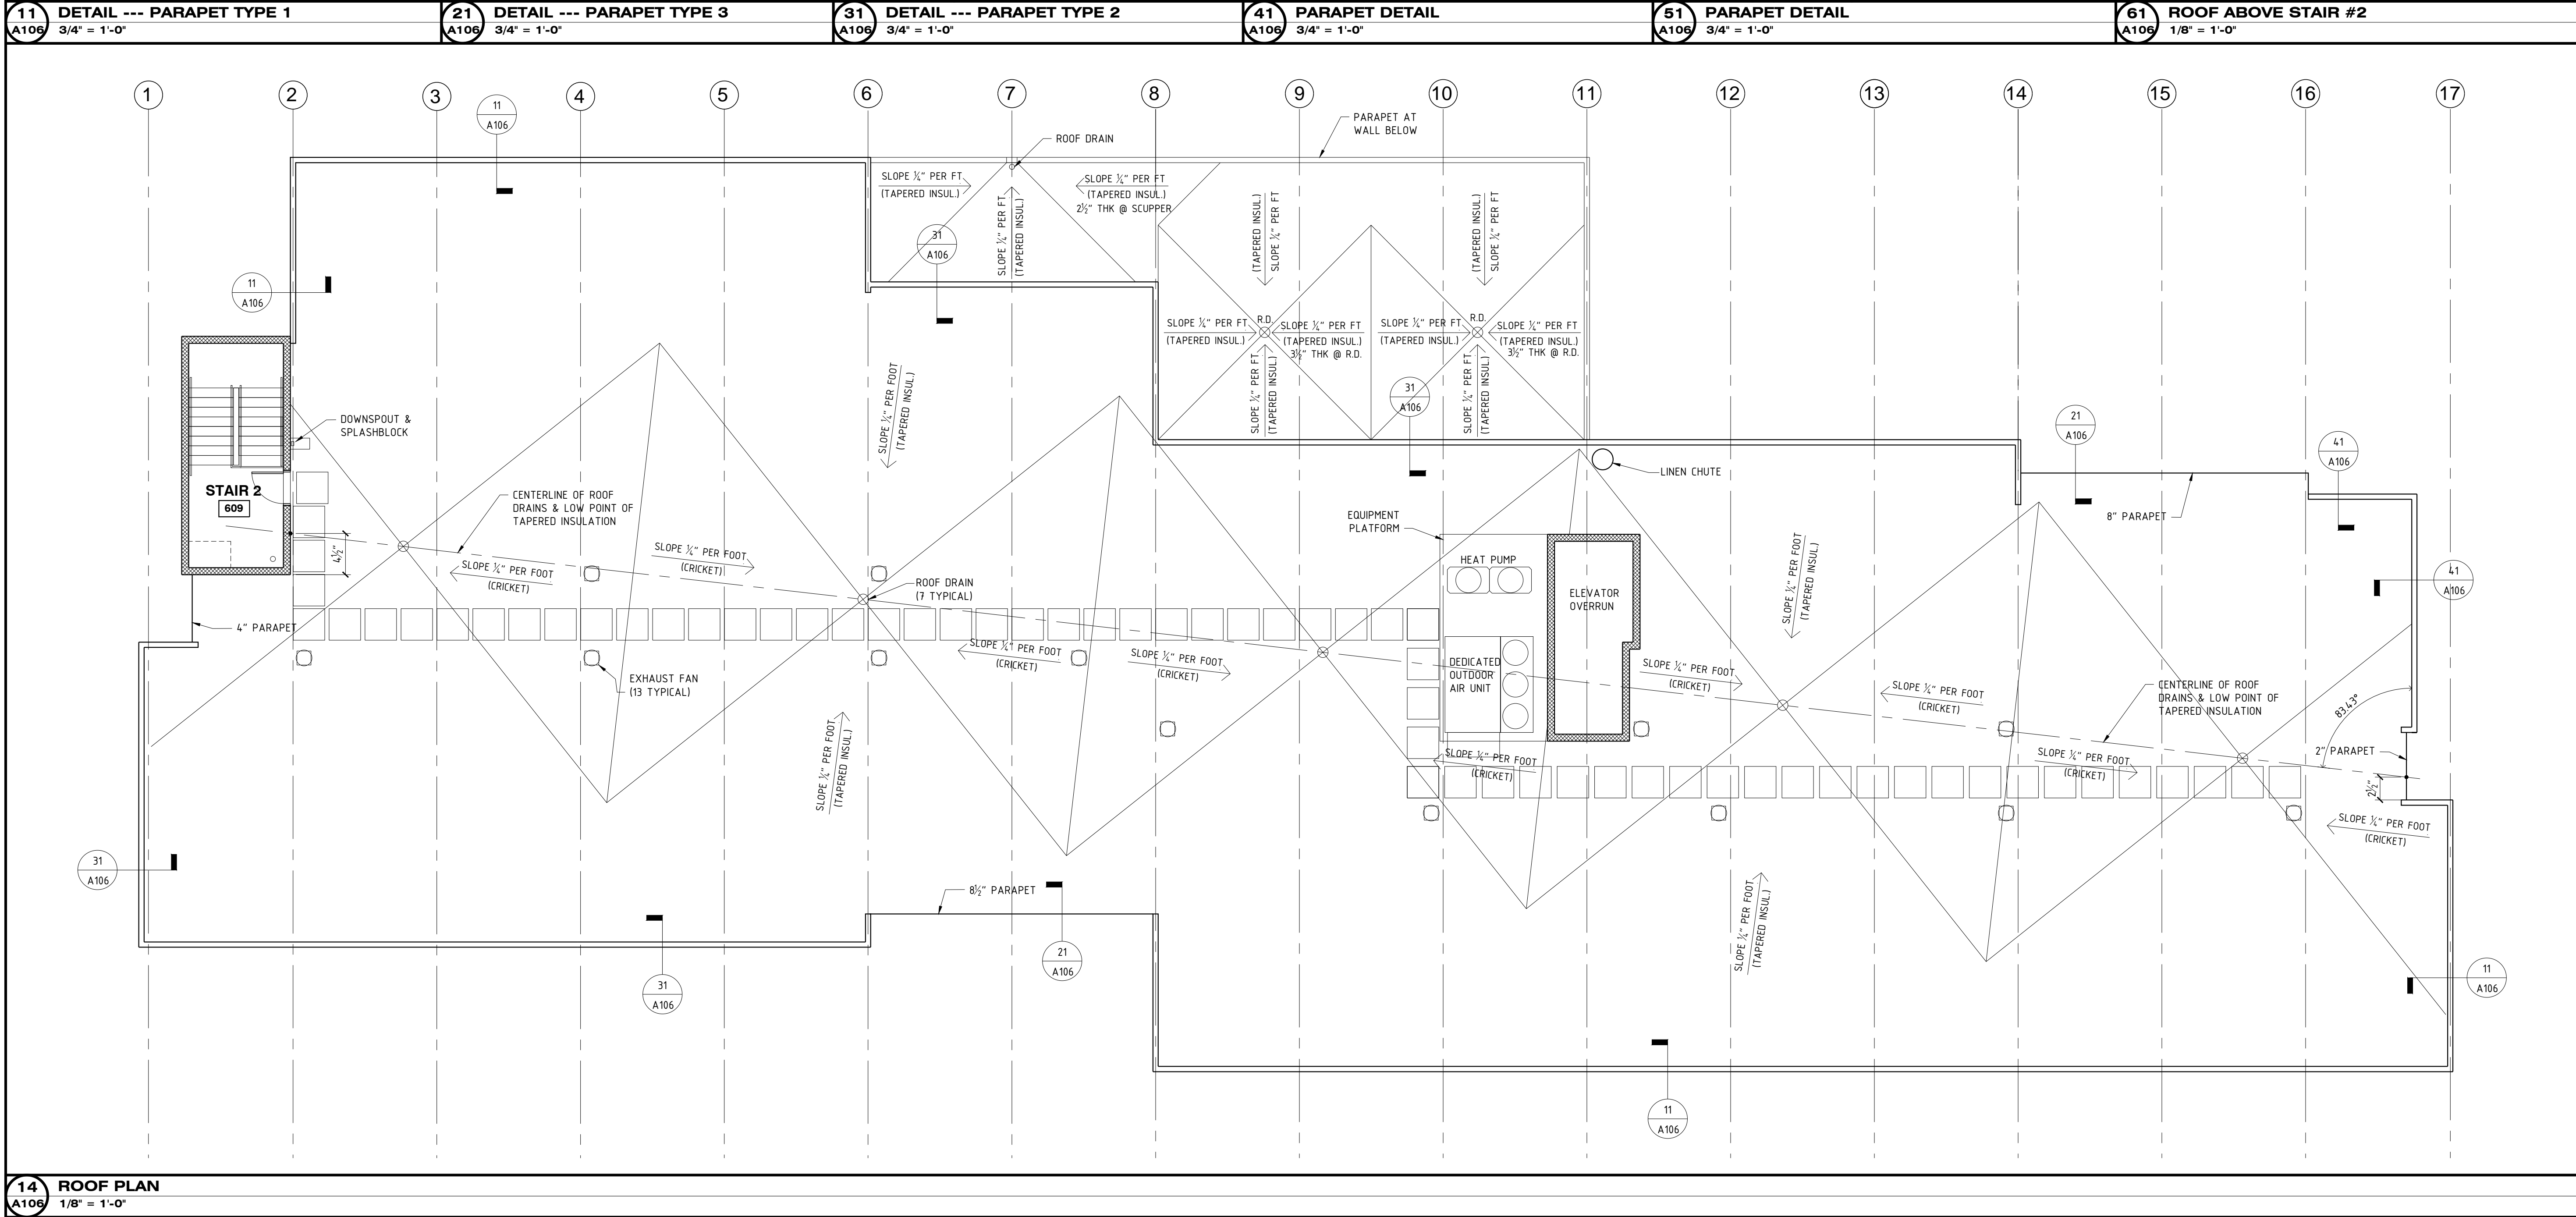 11 DETAIL --- PARAPET TYPE 1
A106 3/4" = 1'-0"
21 DETAIL --- PARAPET TYPE 3
A106 3/4" = 1'-0"
31 DETAIL --- PARAPET TYPE 2
A106 3/4" = 1'-0"
41 PARAPET DETAIL
A106 3/4" = 1'-0"
51 PARAPET DETAIL
A106 3/4" = 1'-0"
61 ROOF ABOVE STAIR #2
A106 1/8" = 1'-0"
1 2 3 4 5 6 7 8 9 10 11 12 13 14 15 16 17
11
A106
ROOF DRAIN
PARAPET AT
WALL BELOW
SLOPE ¼" PER FT
(TAPERED INSUL.)
SLOPE ¼" PER FT
(TAPERED INSUL.)
2½" THK @ SCUPPER
SLOPE ¼" PER FT
(TAPERED INSUL.)
31
A106
(TAPERED INSUL.)
SLOPE ¼" PER FT
(TAPERED INSUL.)
SLOPE ¼" PER FT
11
A106
SLOPE ¼" PER FT
(TAPERED INSUL.)
R.D.
SLOPE ¼" PER FT
(TAPERED INSUL.)
3½" THK @ R.D.
SLOPE ¼" PER FT
(TAPERED INSUL.)
R.D.
SLOPE ¼" PER FT
(TAPERED INSUL.)
3½" THK @ R.D.
SLOPE ¼" PER FT
(TAPERED INSUL.)
31
A106
SLOPE ¼" PER FT
(TAPERED INSUL.)
SLOPE ¼" PER FOOT
(TAPERED INSUL.)
DOWNSPOUT &
SPLASHBLOCK
21
A106
41
A106
LINEN CHUTE
STAIR 2
609
CENTERLINE OF ROOF
DRAINS & LOW POINT OF
TAPERED INSULATION
EQUIPMENT
PLATFORM
8" PARAPET
4½"
SLOPE ¼" PER FOOT
(CRICKET)
SLOPE ¼" PER FOOT
(CRICKET)
HEAT PUMP
ELEVATOR
OVERRUN
SLOPE ¼" PER FOOT
(TAPERED INSUL.)
41
A106
ROOF DRAIN
(7 TYPICAL)
4" PARAPET
SLOPE ¼" PER FOOT
(CRICKET)
SLOPE ¼" PER FOOT
(CRICKET)
DEDICATED
OUTDOOR
AIR UNIT
SLOPE ¼" PER FOOT
(CRICKET)
SLOPE ¼" PER FOOT
(CRICKET)
EXHAUST FAN
(13 TYPICAL)
CENTERLINE OF ROOF
DRAINS & LOW POINT OF
TAPERED INSULATION
83.43°
SLOPE ¼" PER FOOT
(TAPERED INSUL.)
SLOPE ¼" PER FOOT
(CRICKET)
SLOPE ¼" PER FOOT
(CRICKET)
2" PARAPET
2½"
SLOPE ¼" PER FOOT
(CRICKET)
31
A106
8½" PARAPET
SLOPE ¼" PER FOOT
(TAPERED INSUL.)
21
A106
31
A106
11
A106
11
A106
14 ROOF PLAN
A106 1/8" = 1'-0"